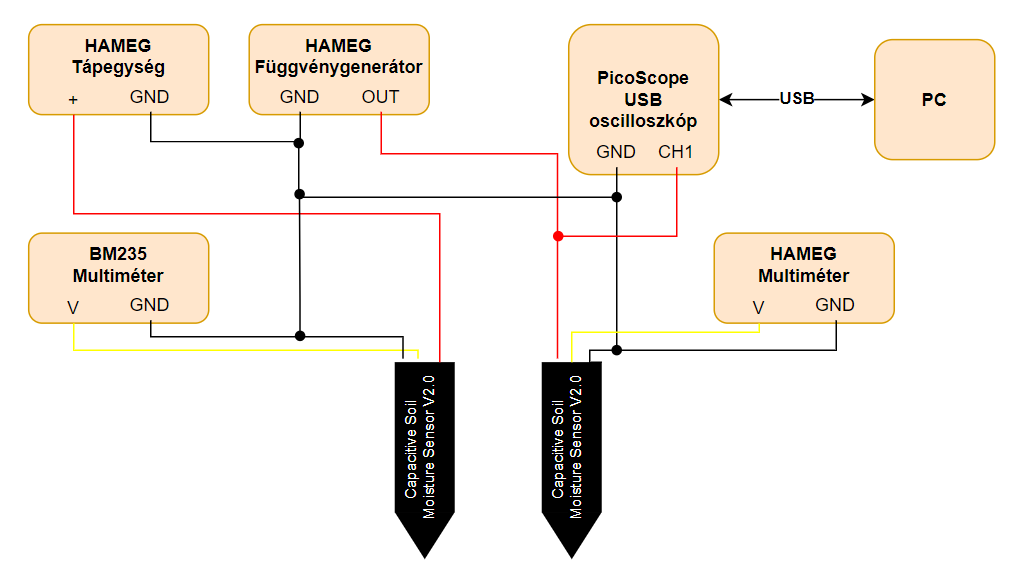 HAMEG
Tápegység
+
GND
HAMEG
Függvénygenerátor
GND
OUT
PicoScope
USB
oscilloszkóp
GND
CH1
USB
PC
BM235
Multiméter
V
GND
HAMEG
Multiméter
V
GND
Capacitive Soil
Moisture Sensor V2.0
Capacitive Soil
Moisture Sensor V2.0